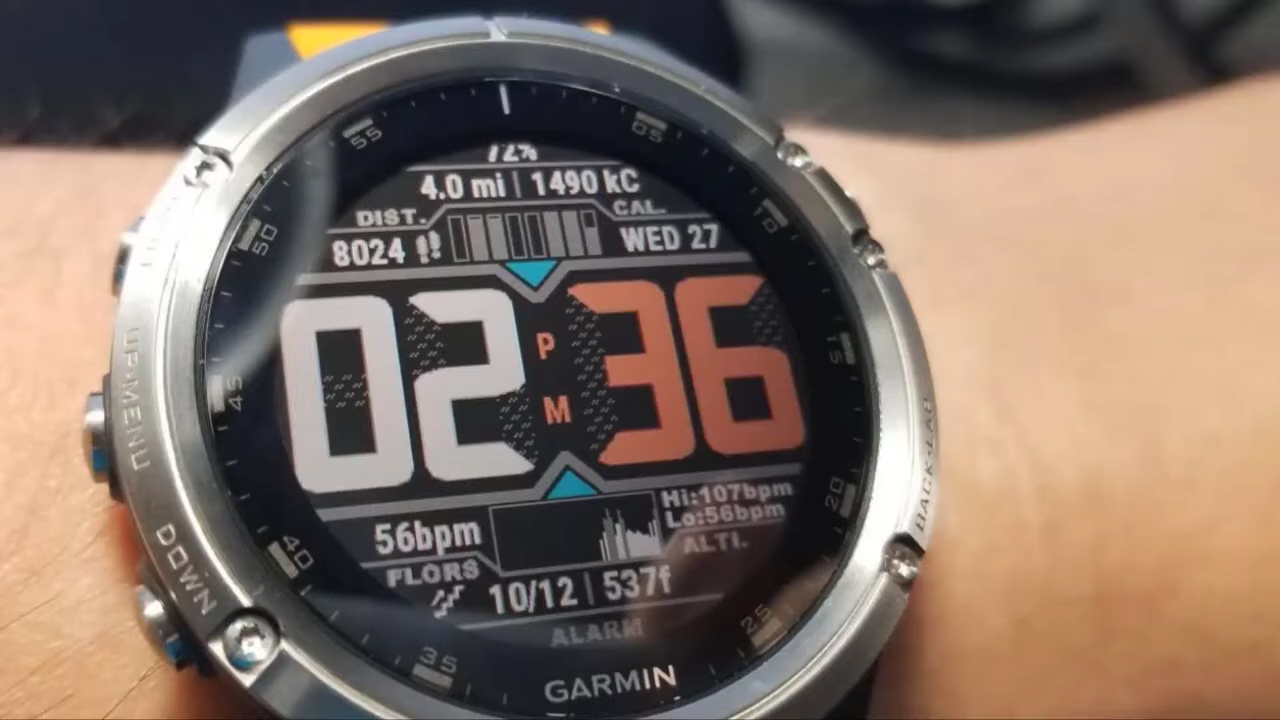 72%
4.0 mi | 1490 kC
DIST. CAL.
8024 WED 27
02 PM 36
56bpm
Hi:107bpm
Lo:56bpm
FLORS ALTI.
10/12 | 537f
ALARM
GARMIN
55
05
50
10
45
15
40
20
35
25
UP·MENU
DOWN
BACK·LAP